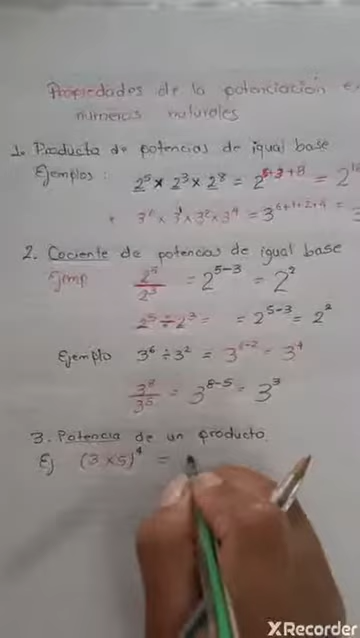 Propiedades de la potenciación e
números naturales
1. Producto de potencias de igual base
Ejemplos: 2⁵ × 2³ × 2⁸ = 2⁵⁺³⁺⁸ = 2¹⁶
× 3¹ × 3² × 3⁴ = 3⁶⁺¹⁺²⁺⁴ =
2. Cociente de potencias de igual base
Ejmp 2⁵/2³ = 2⁵⁻³ = 2²
2⁵ ÷ 2³ = = 2⁵⁻³ = 2²
Ejemplo 3⁶ ÷ 3² = 3⁶⁻² = 3⁴
3⁸/3⁵ = 3⁸⁻⁵ = 3³
3. Potencia de un producto.
Ej (3 × 5)⁴ =
XRecorder